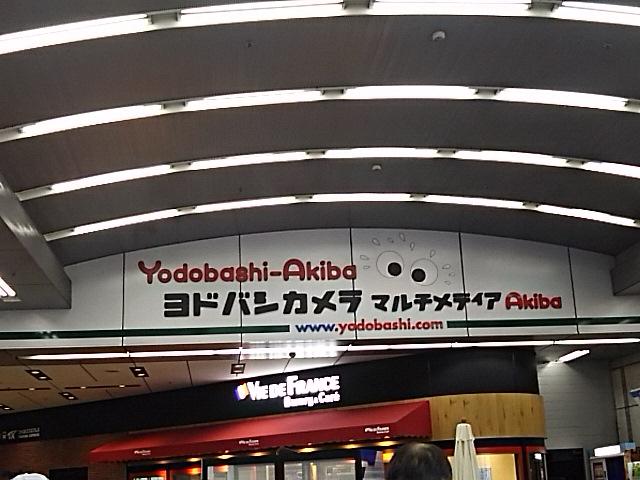 Yodobashi-Akiba
ヨドバシカメラ マルチメディア Akiba
www.yodobashi.com
VIE DE FRANCE
Bakery & Café